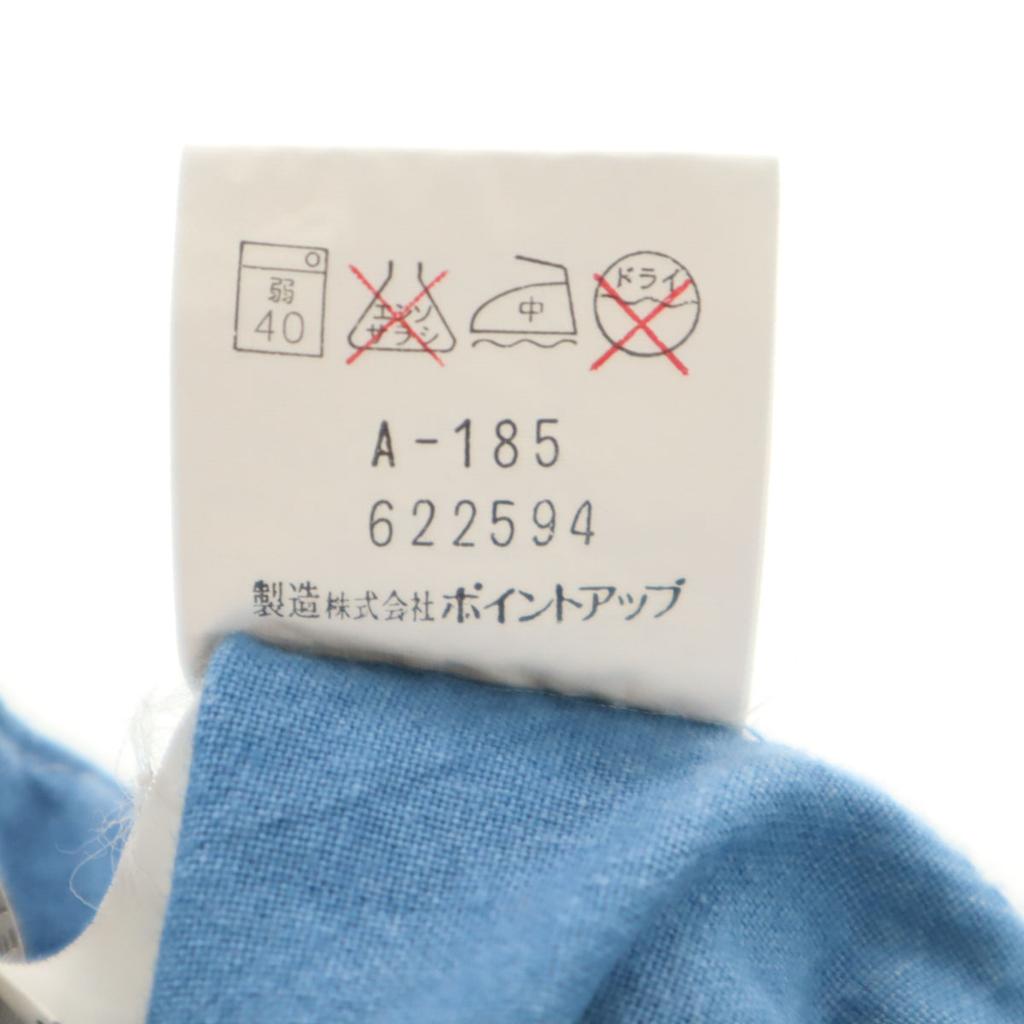 弱 エンソ 中 ドライ
40 サラシ
A-185
622594
製造株式会社ポイントアップ